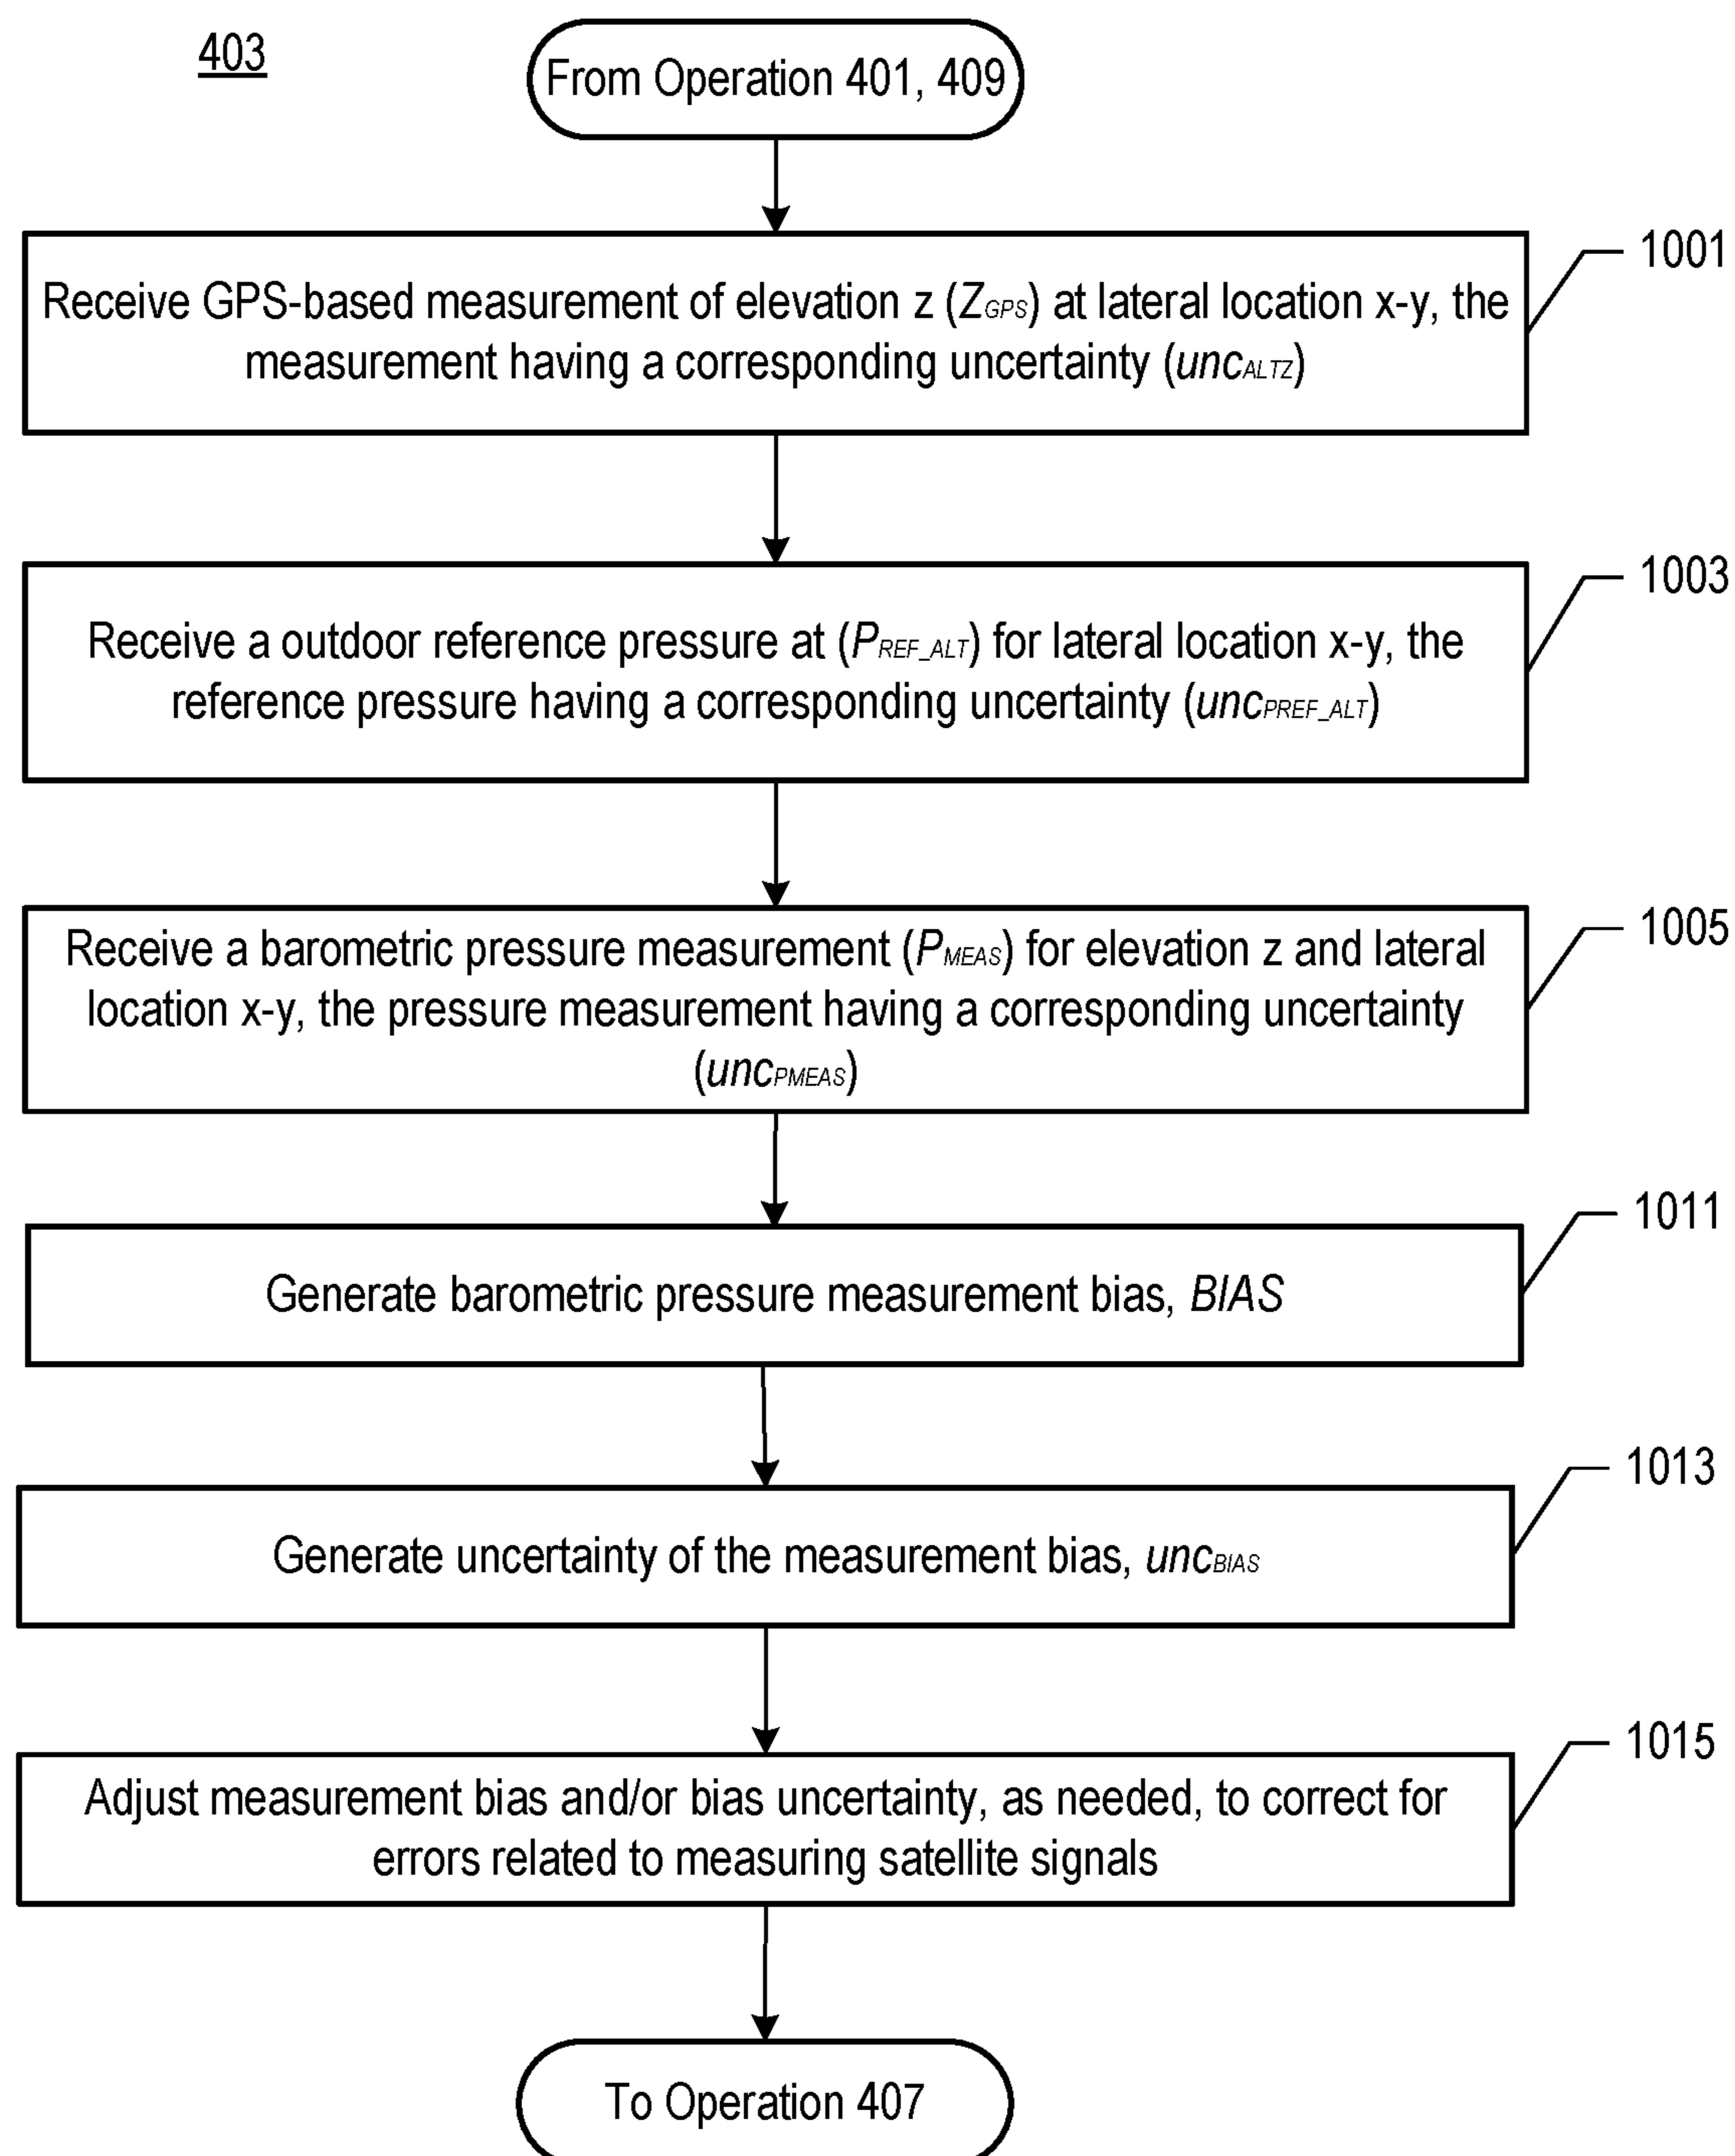 403
From Operation 401, 409
1001
Receive GPS-based measurement of elevation z (ZGPS) at lateral location x-y, the
measurement having a corresponding uncertainty (uncALTZ)
1003
Receive a outdoor reference pressure at (PREF_ALT) for lateral location x-y, the
reference pressure having a corresponding uncertainty (uncPREF_ALT)
1005
Receive a barometric pressure measurement (PMEAS) for elevation z and lateral
location x-y, the pressure measurement having a corresponding uncertainty
(uncPMEAS)
1011
Generate barometric pressure measurement bias, BIAS
1013
Generate uncertainty of the measurement bias, uncBIAS
1015
Adjust measurement bias and/or bias uncertainty, as needed, to correct for
errors related to measuring satellite signals
To Operation 407